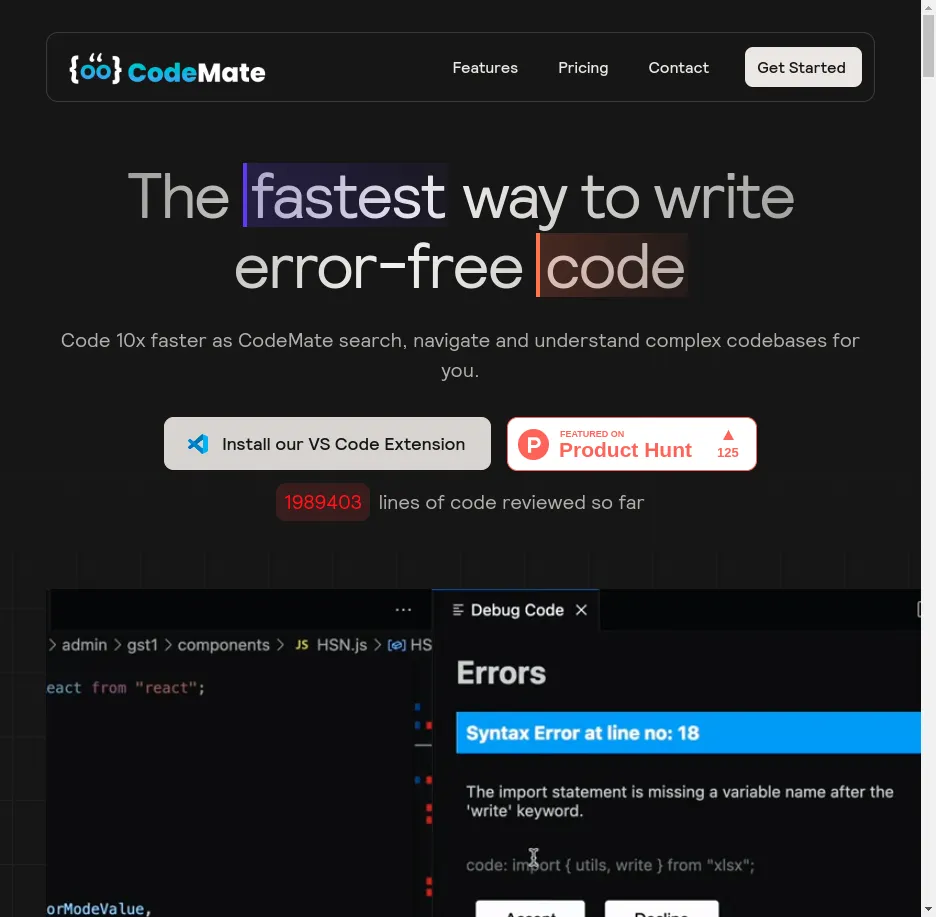 {öö} CodeMate
Features
Pricing
Contact
Get Started
The fastest way to write
error-free code
Code 10x faster as CodeMate search, navigate and understand complex codebases for
you.
Install our VS Code Extension
FEATURED ON
Product Hunt
125
1989403 lines of code reviewed so far
Debug Code
admin > gst1 > components > JS HSN.js > HS
eact from "react";
Errors
Syntax Error at line no: 18
The import statement is missing a variable name after the
'write' keyword.
code: import { utils, write } from "xlsx";
orModeValue,
Accept
Decline